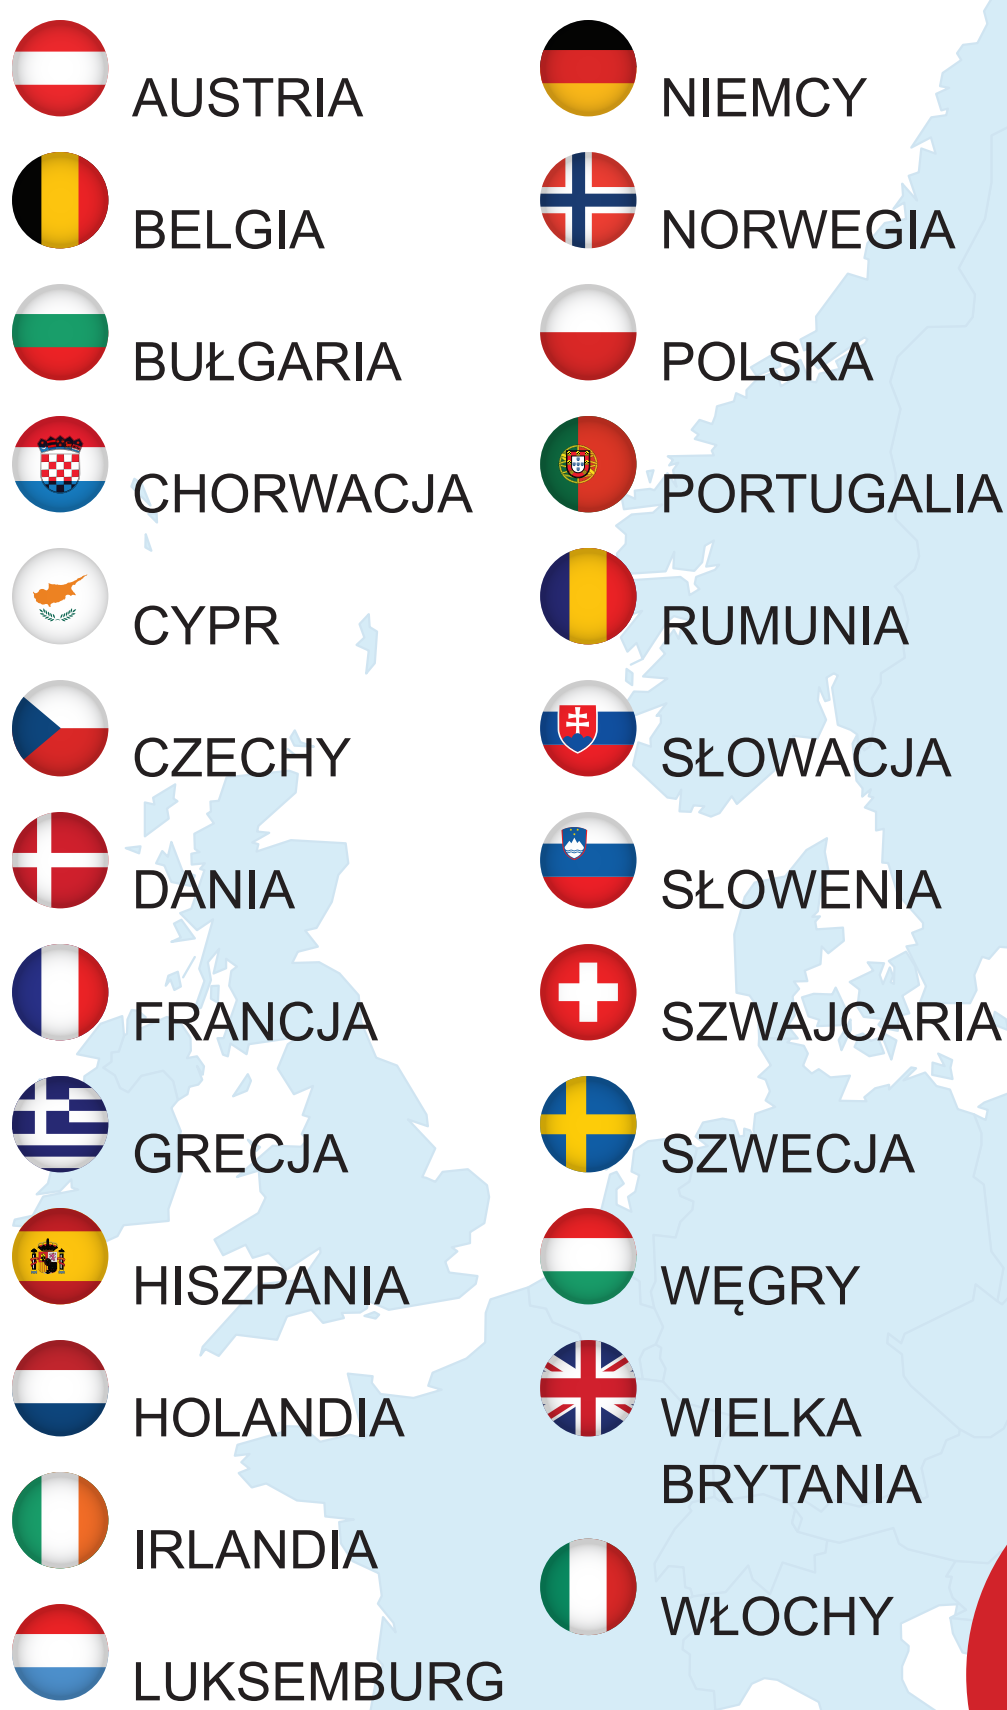 AUSTRIA
BELGIA
BUŁGARIA
CHORWACJA
CYPR
CZECHY
DANIA
FRANCJA
GRECJA
HISZPANIA
HOLANDIA
IRLANDIA
LUKSEMBURG
NIEMCY
NORWEGIA
POLSKA
PORTUGALIA
RUMUNIA
SŁOWACJA
SŁOWENIA
SZWAJCARIA
SZWECJA
WĘGRY
WIELKA
BRYTANIA
WŁOCHY